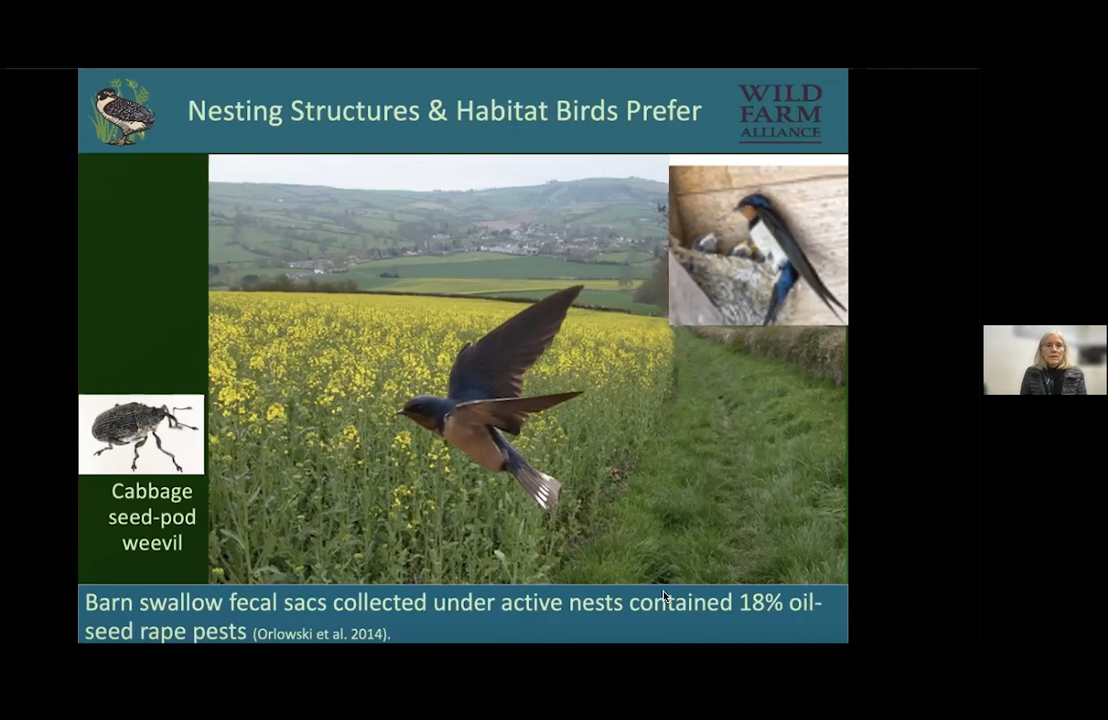 Nesting Structures & Habitat Birds Prefer
WILD
FARM
ALLIANCE
Cabbage
seed-pod
weevil
Barn swallow fecal sacs collected under active nests contained 18% oil-
seed rape pests (Orlowski et al. 2014).